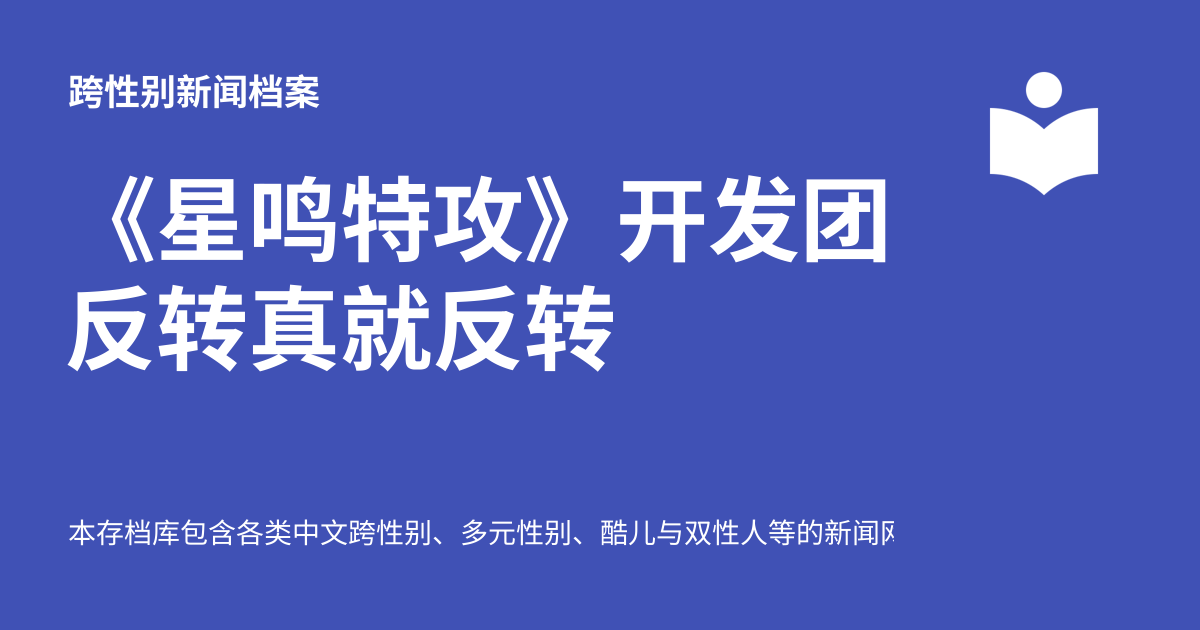 跨性别新闻档案
《星鸣特攻》开发团
反转真就反转
本存档库包含各类中文跨性别、多元性别、酷儿与双性人等的新闻网